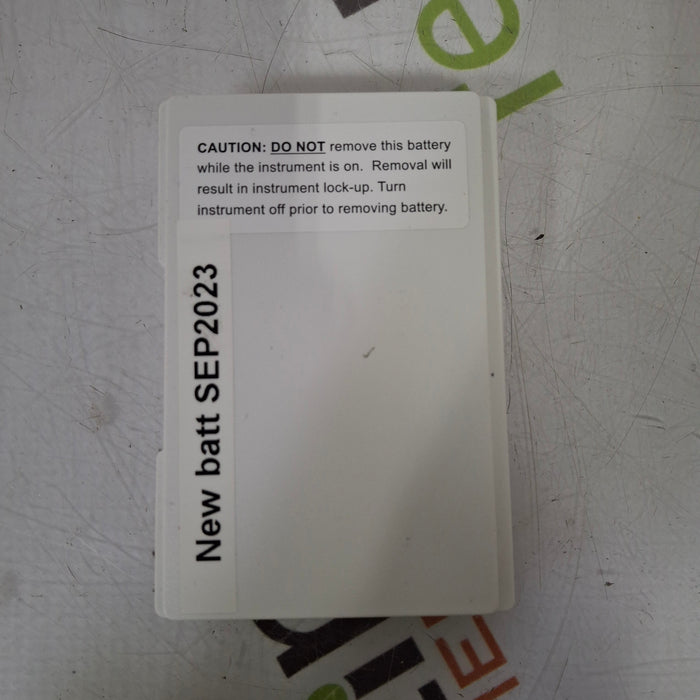 CAUTION: DO NOT remove this battery
while the instrument is on. Removal will
result in instrument lock-up. Turn
instrument off prior to removing battery.
New batt SEP2023